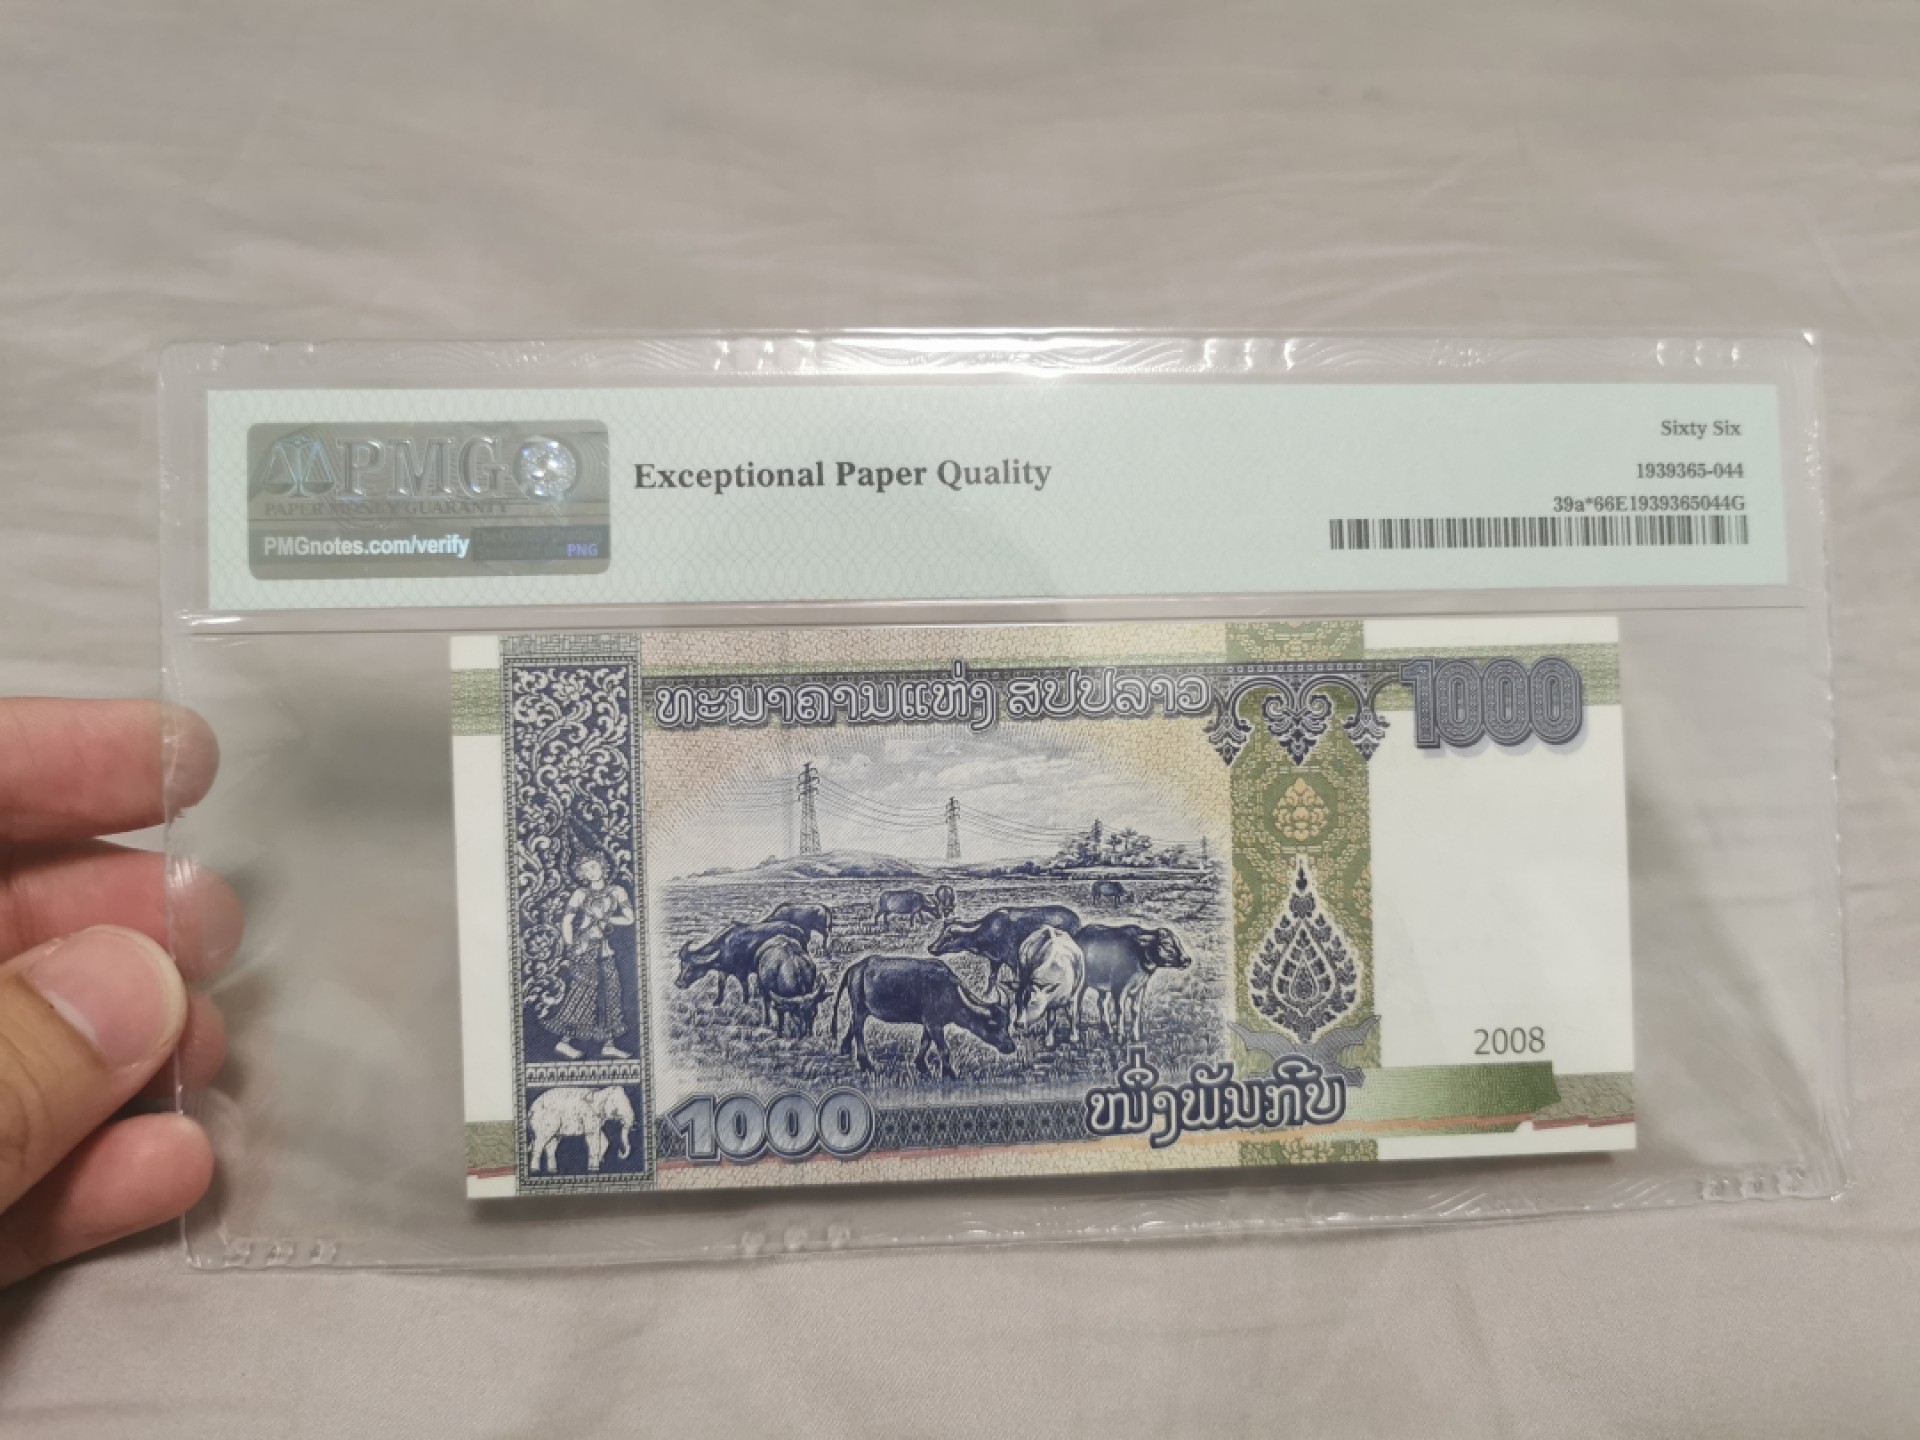 PMG
PAPER MONEY GUARANTY
PMGnotes.com/verify
PNG
Exceptional Paper Quality
Sixty Six
1939365-044
39a*66E1939365044G
ທະນາຄານແຫ່ງ ສປປລາວ
1000
2008
1000
ໜຶ່ງພັນກີບ